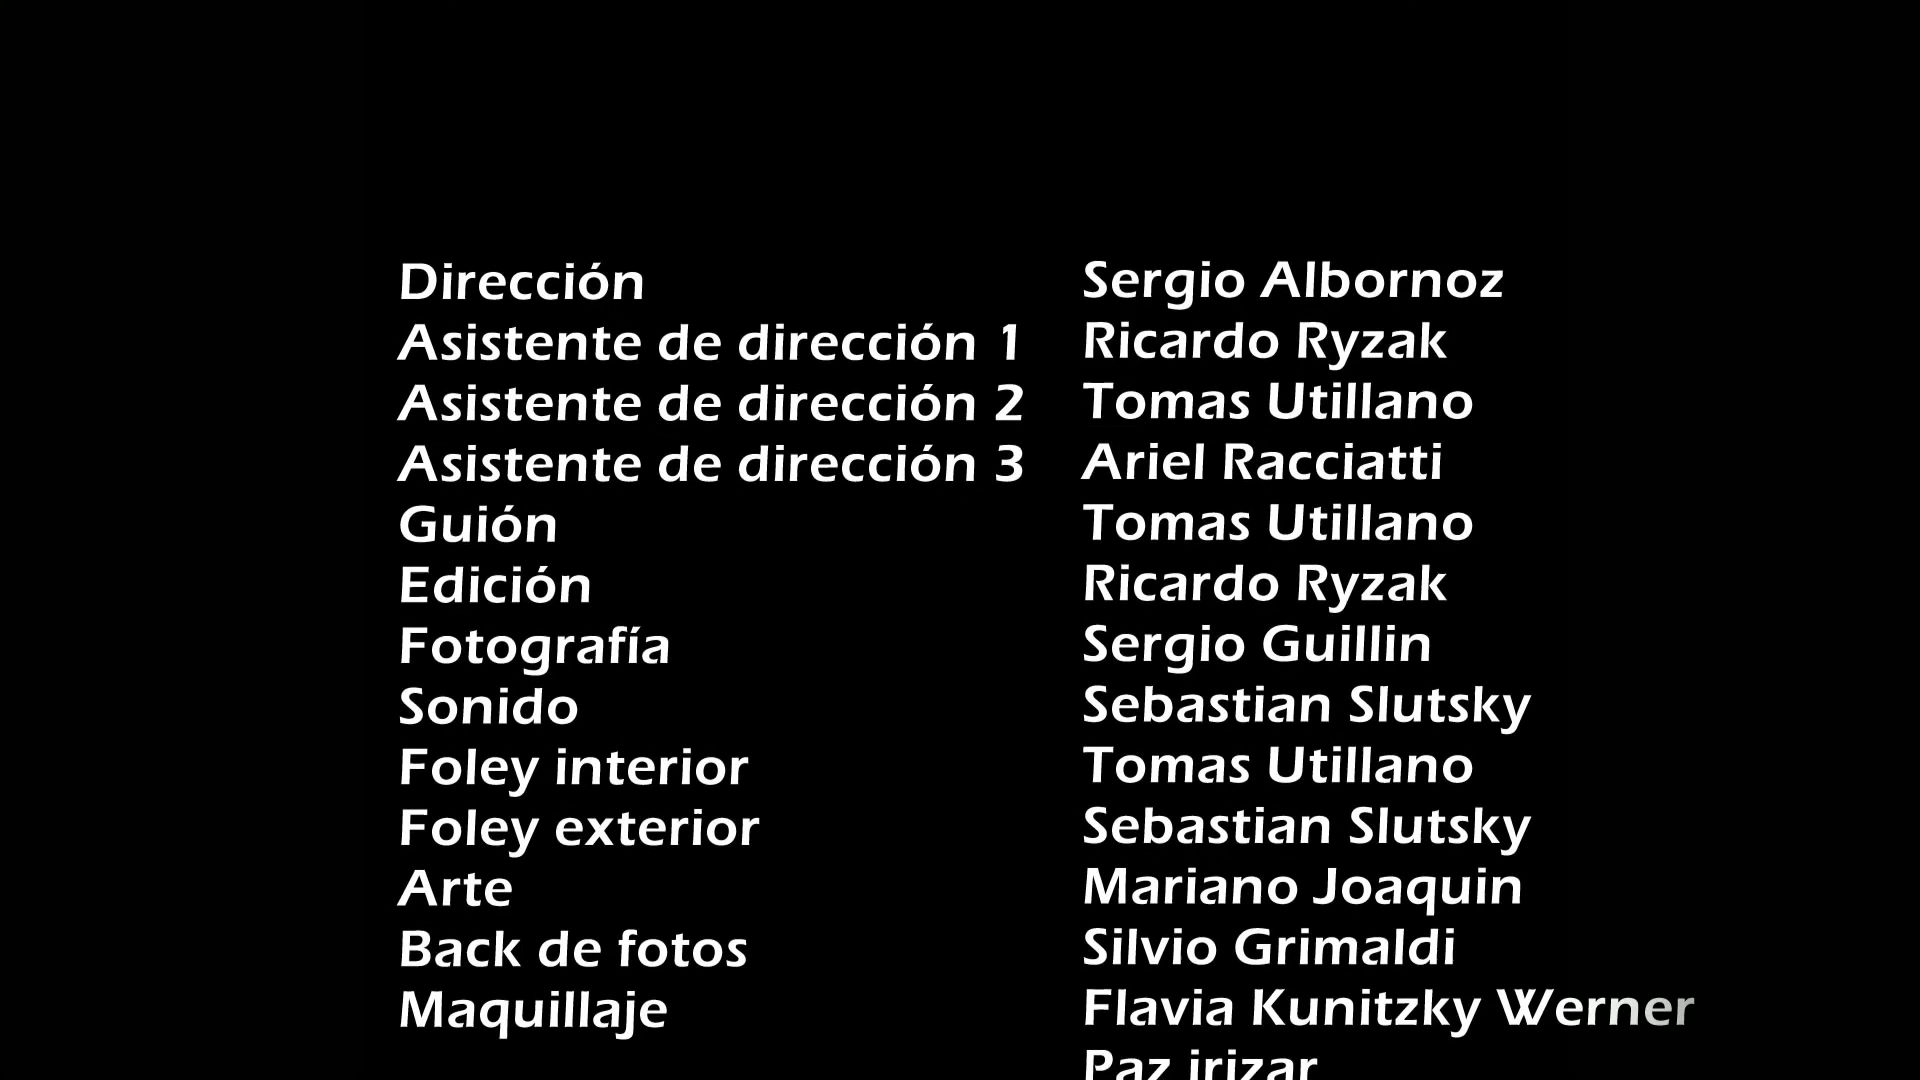 Dirección Sergio Albornoz
Asistente de dirección 1 Ricardo Ryzak
Asistente de dirección 2 Tomas Utillano
Asistente de dirección 3 Ariel Racciatti
Guión Tomas Utillano
Edición Ricardo Ryzak
Fotografía Sergio Guillin
Sonido Sebastian Slutsky
Foley interior Tomas Utillano
Foley exterior Sebastian Slutsky
Arte Mariano Joaquin
Back de fotos Silvio Grimaldi
Maquillaje Flavia Kunitzky Werner
Paz irizar